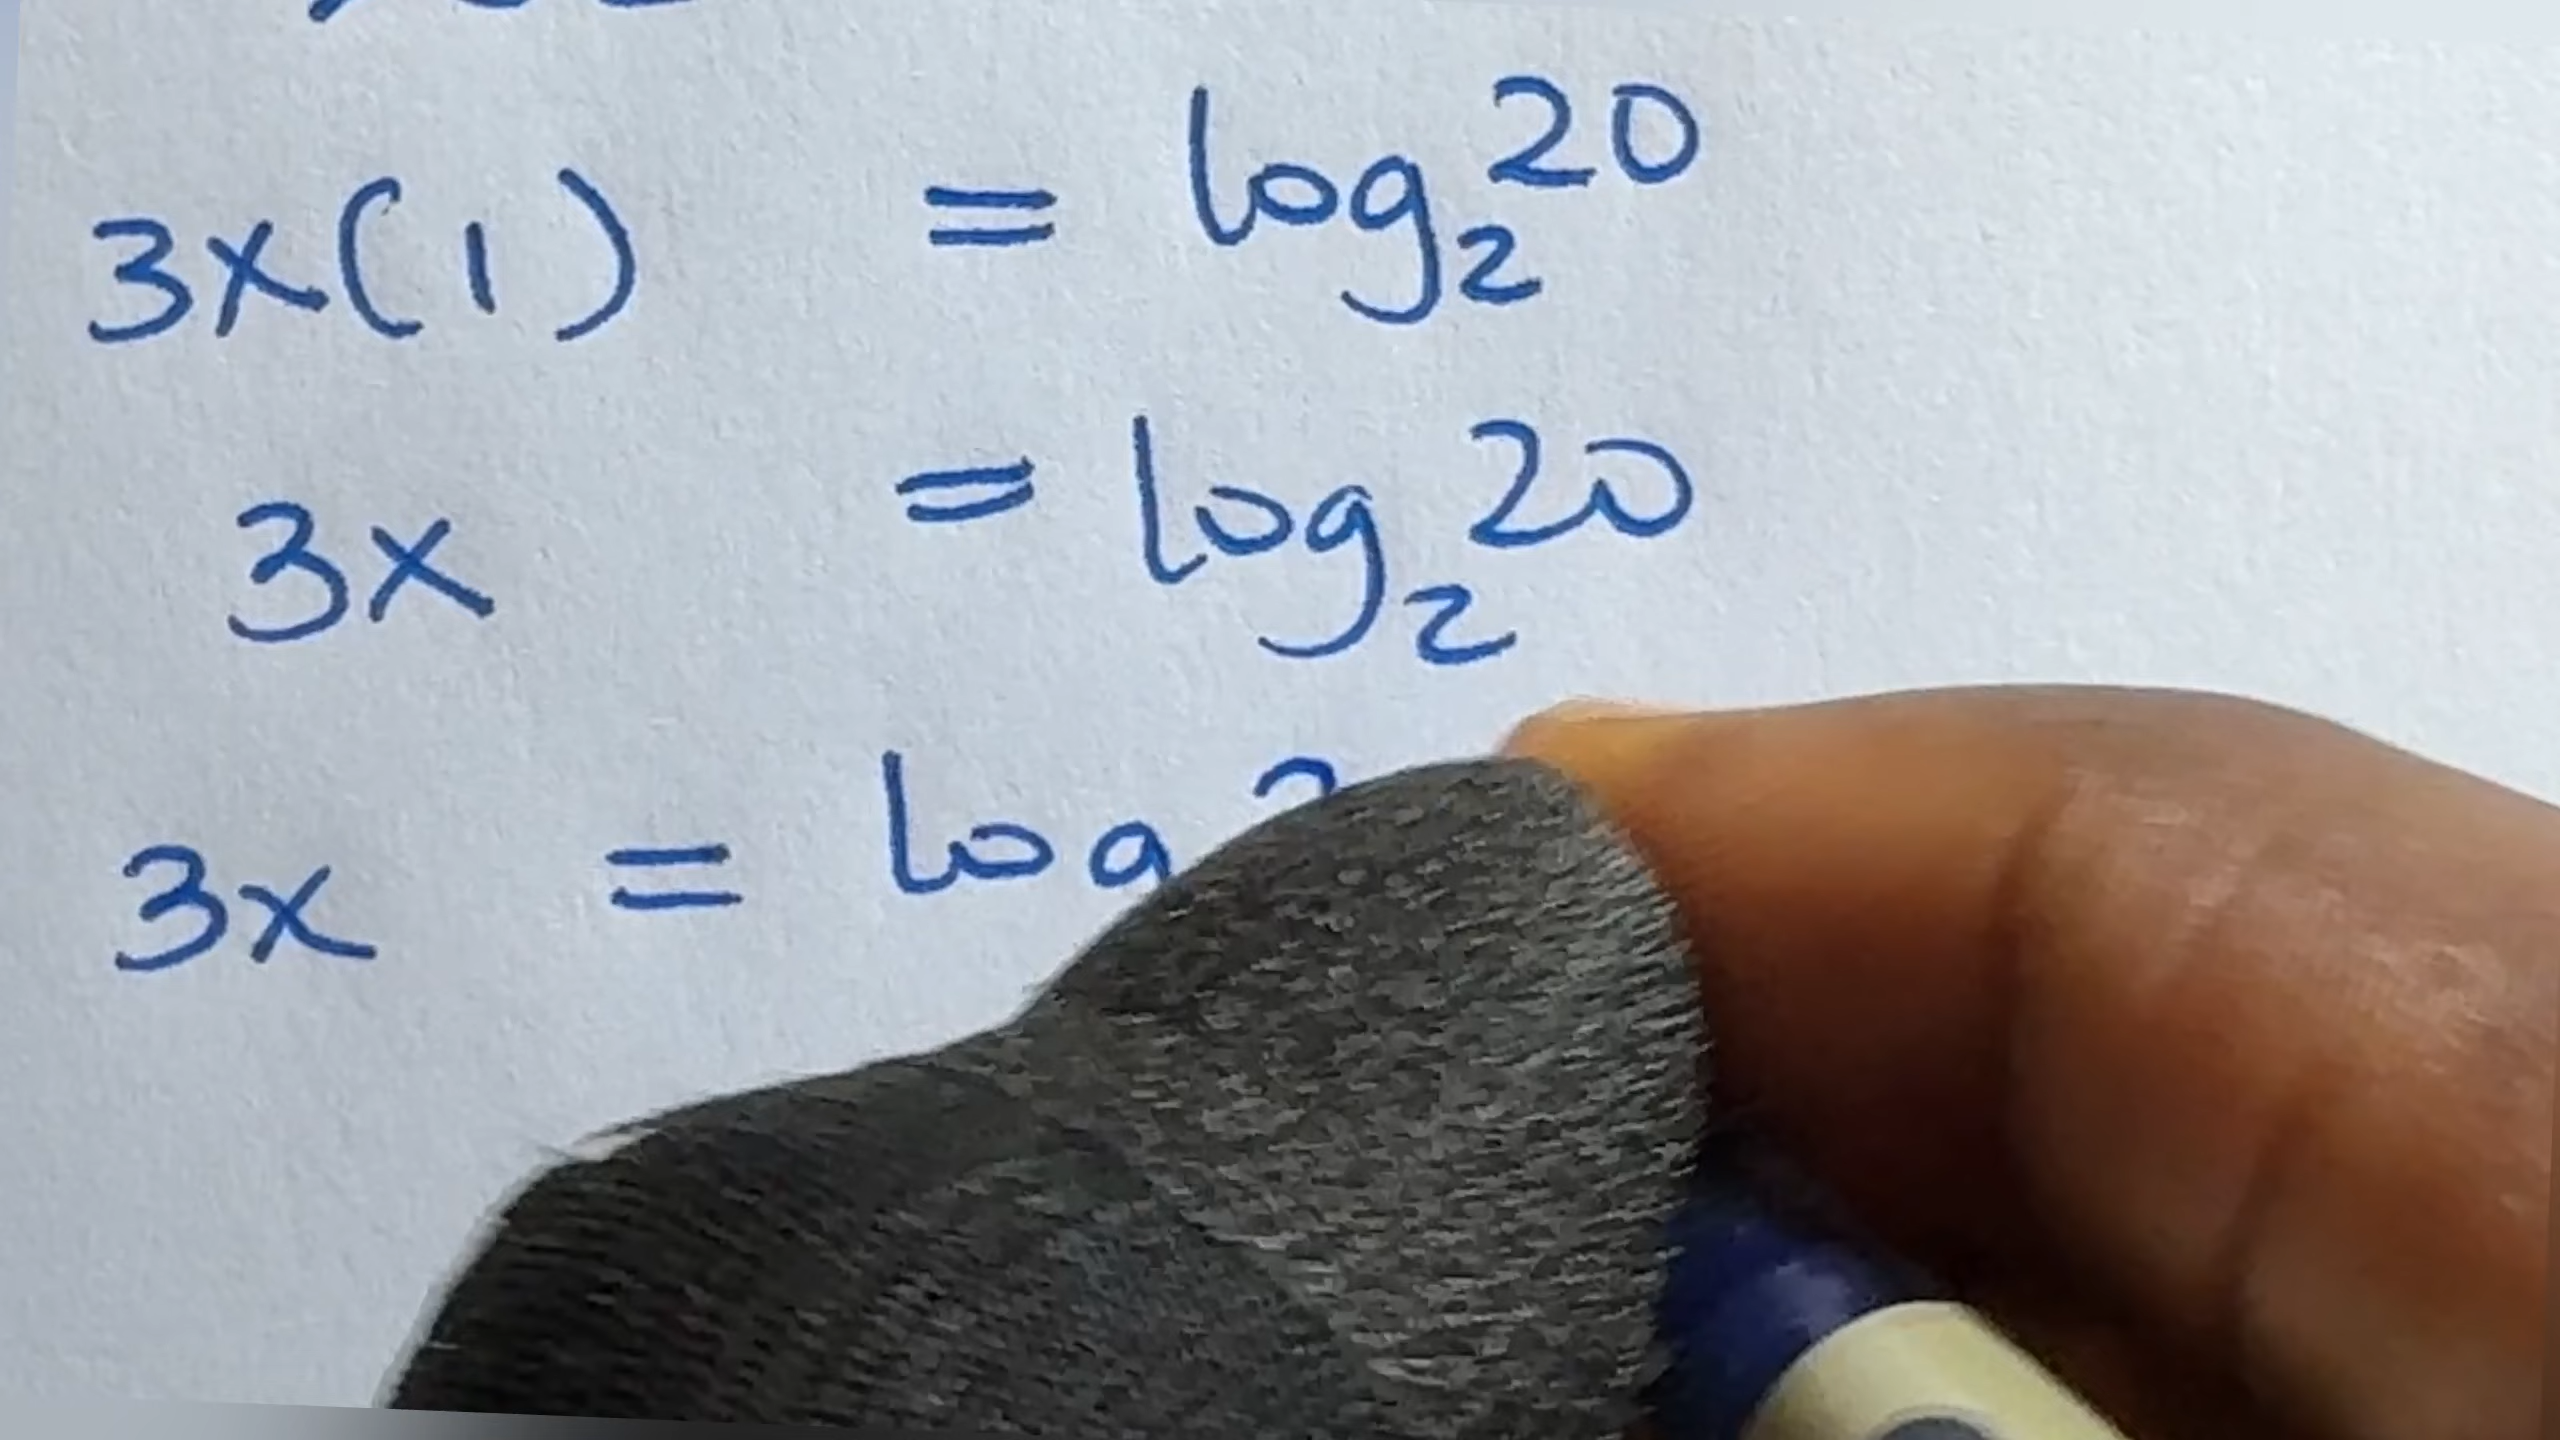 3x(1) = log₂20
3x = log₂20
3x = log